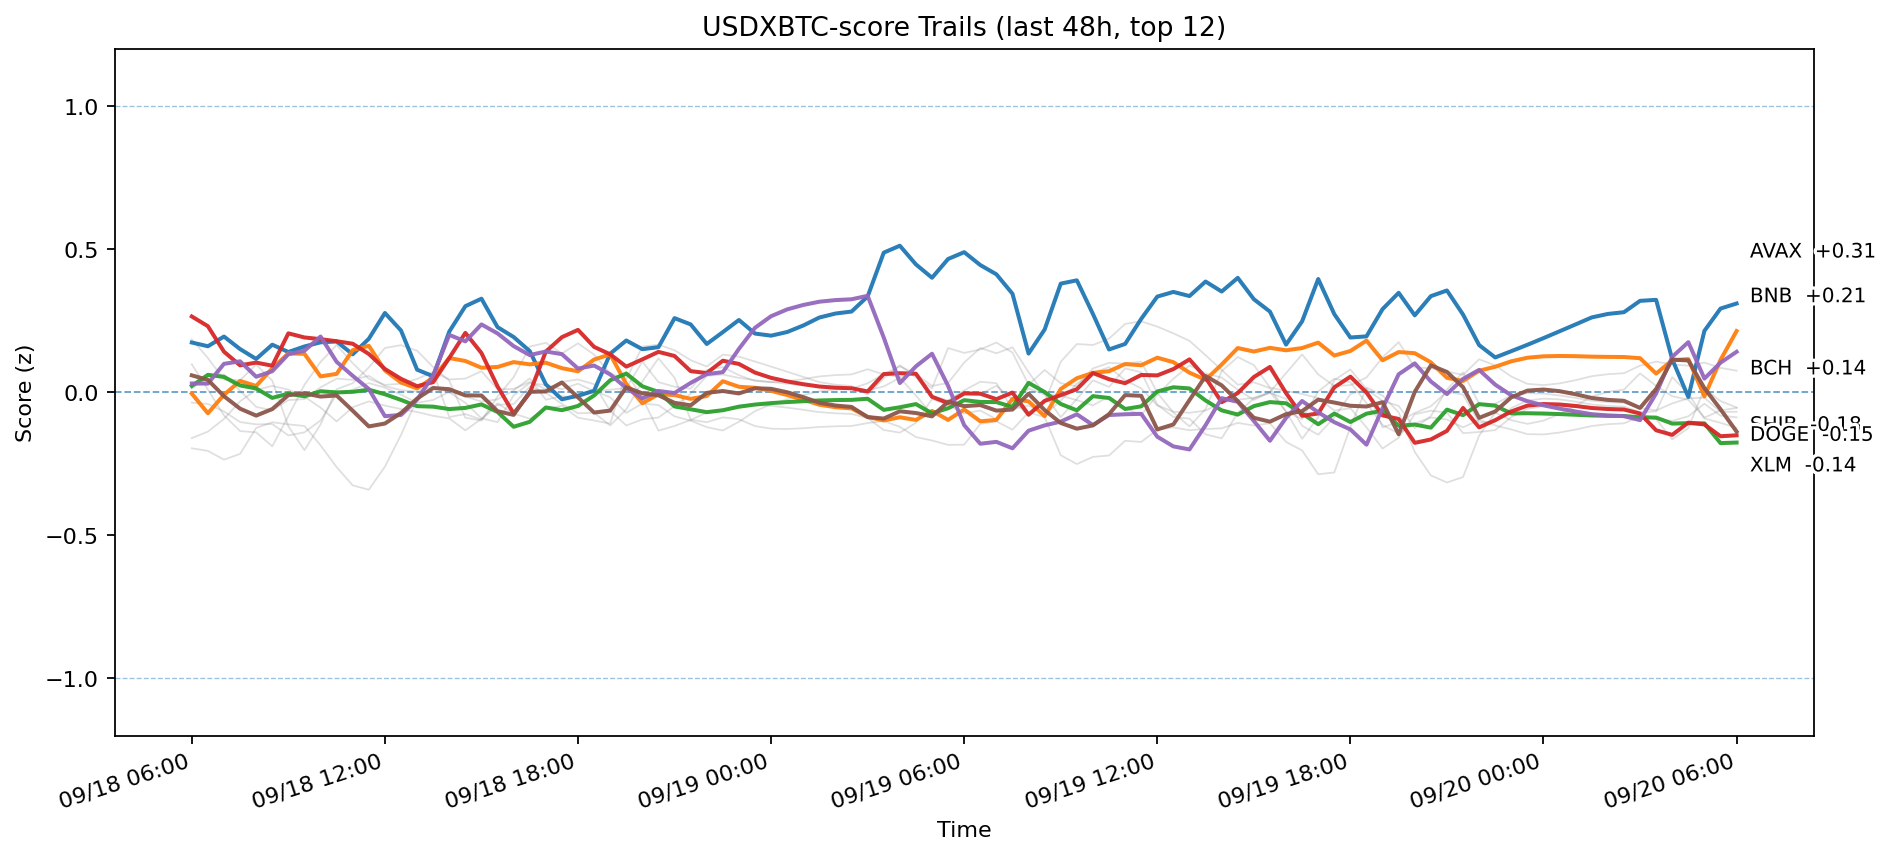 USDXBTC-score Trails (last 48h, top 12)
Score (z)
1.0
0.5
0.0
−0.5
−1.0
AVAX +0.31
BNB +0.21
BCH +0.14
DOGE -0.15
XLM -0.14
09/18 06:00
09/18 12:00
09/18 18:00
09/19 00:00
09/19 06:00
09/19 12:00
09/19 18:00
09/20 00:00
09/20 06:00
Time